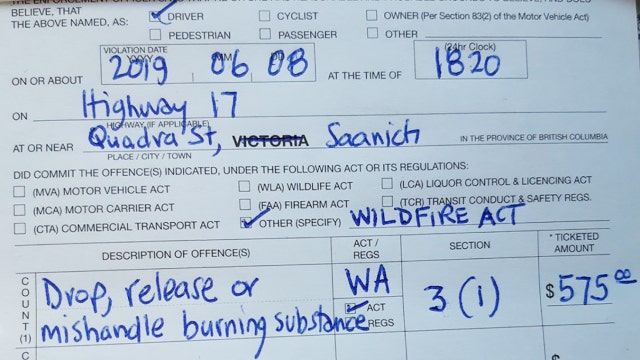 BELIEVE, THAT
THE ABOVE NAMED, AS:
DRIVER CYCLIST OWNER (Per Section 83(2) of the Motor Vehicle Act)
PEDESTRIAN PASSENGER OTHER
VIOLATION DATE
YYYY MM DD (24hr Clock)
ON OR ABOUT 2019 06 08 AT THE TIME OF 1820
ON Highway 17
HIGHWAY (IF APPLICABLE)
AT OR NEAR Quadra St, VICTORIA Saanich IN THE PROVINCE OF BRITISH COLUMBIA
PLACE / CITY / TOWN
DID COMMIT THE OFFENCE(S) INDICATED, UNDER THE FOLLOWING ACT OR ITS REGULATIONS:
(MVA) MOTOR VEHICLE ACT (WLA) WILDLIFE ACT (LCA) LIQUOR CONTROL & LICENCING ACT
(MCA) MOTOR CARRIER ACT (FAA) FIREARM ACT (TCR) TRANSIT CONDUCT & SAFETY REGS.
(CTA) COMMERCIAL TRANSPORT ACT OTHER (SPECIFY) WILDFIRE ACT
DESCRIPTION OF OFFENCE(S) ACT / REGS SECTION * TICKETED AMOUNT
COUNT (1) Drop, release or WA 3 (1) $575.00
mishandle burning substance ACT
REGS